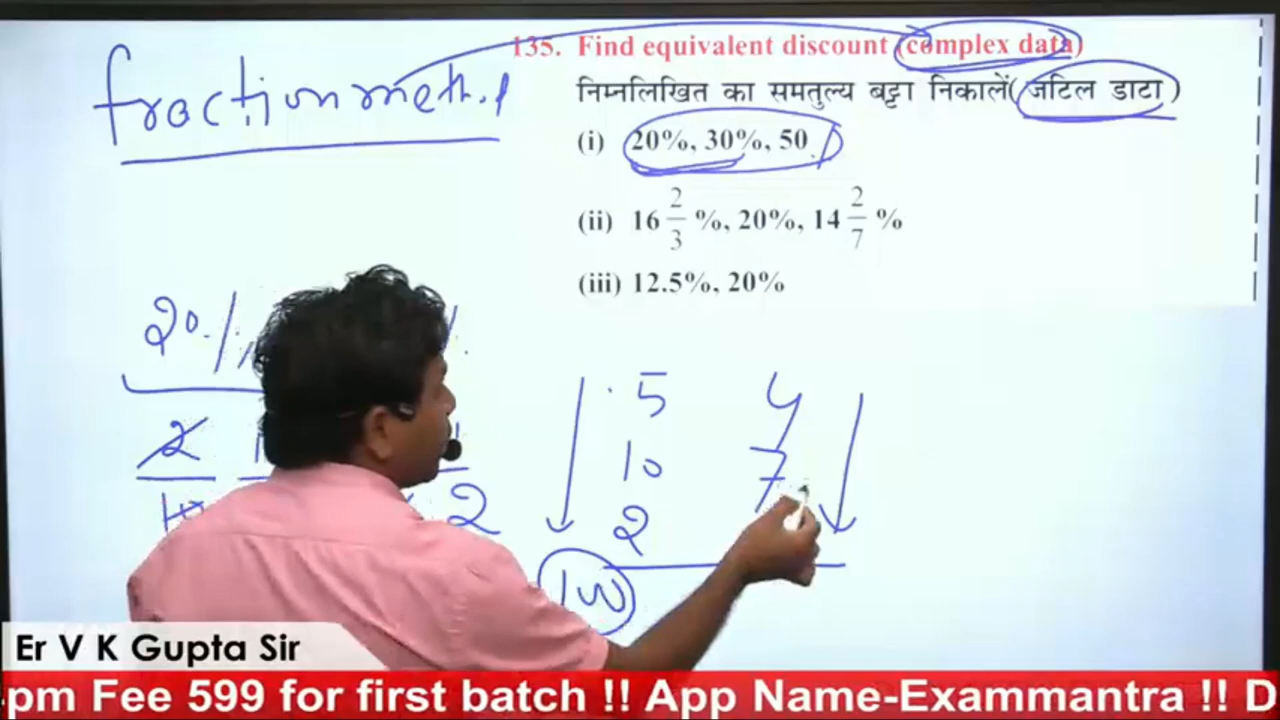 fraction meth.
135. Find equivalent discount (complex data)
निम्नलिखित का समतुल्य बट्टा निकालें( जटिल डाटा )
(i) 20%, 30%, 50
(ii) 16 2/3 %, 20%, 14 2/7 %
(iii) 12.5%, 20%
20%
5 4
10 7
2
100
2
10
2
Er V K Gupta Sir
pm Fee 599 for first batch !! App Name-Exammantra !! D